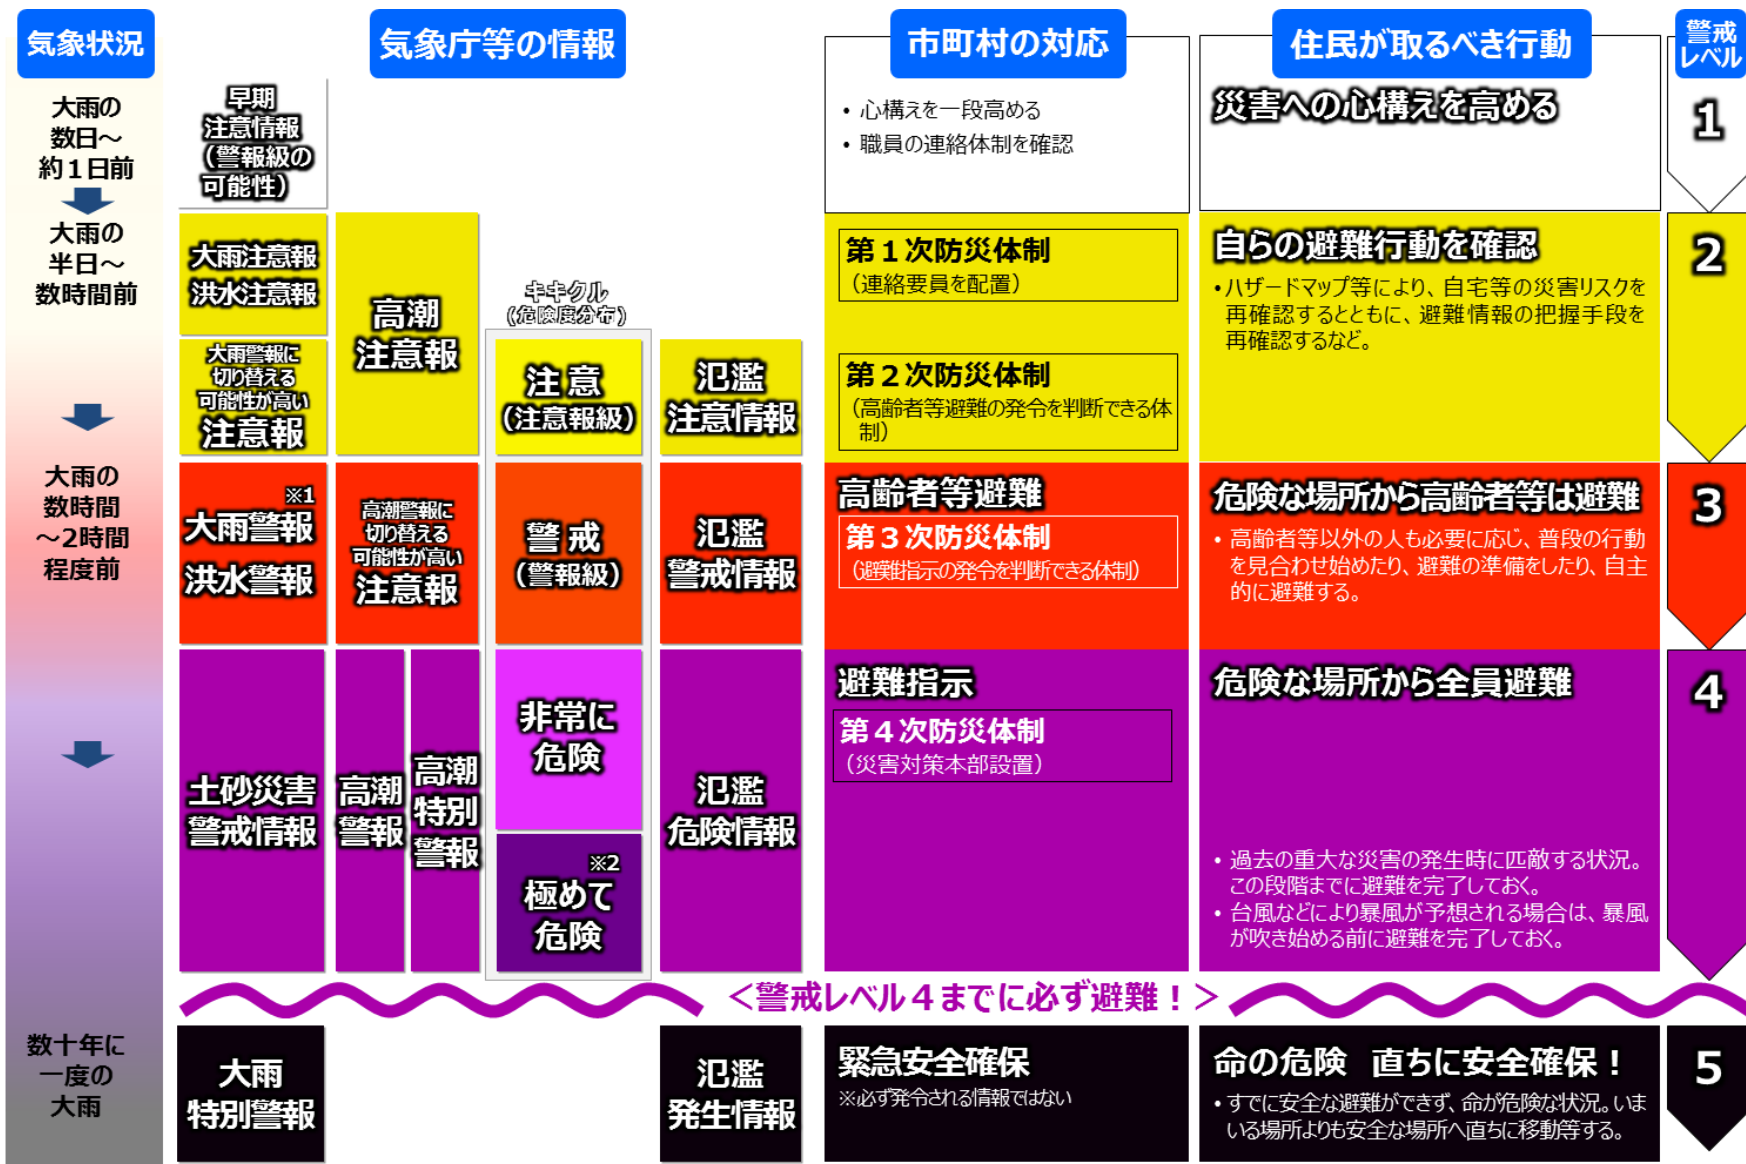 気象状況
気象庁等の情報
市町村の対応
住民が取るべき行動
警戒
レベル
大雨の
数日～
約１日前
早期
注意情報
（警報級の
可能性）
・心構えを一段高める
・職員の連絡体制を確認
災害への心構えを高める
1
大雨の
半日～
数時間前
大雨注意報
洪水注意報
大雨警報に
切り替える
可能性が高い
注意報
高潮
注意報
キキクル
（危険度分布）
注意
（注意報級）
氾濫
注意情報
第１次防災体制
（連絡要員を配置）
第２次防災体制
（高齢者等避難の発令を判断できる体
制）
自らの避難行動を確認
・ハザードマップ等により、自宅等の災害リスクを
再確認するとともに、避難情報の把握手段を
再確認するなど。
2
大雨の
数時間
～2時間
程度前
※1
大雨警報
洪水警報
高潮警報に
切り替える
可能性が高い
注意報
警戒
（警報級）
氾濫
警戒情報
高齢者等避難
第３次防災体制
（避難指示の発令を判断できる体制）
危険な場所から高齢者等は避難
・高齢者等以外の人も必要に応じ、普段の行動
を見合わせ始めたり、避難の準備をしたり、自主
的に避難する。
3
土砂災害
警戒情報
高潮
警報
高潮
特別
警報
非常に
危険
※2
極めて
危険
氾濫
危険情報
避難指示
第４次防災体制
（災害対策本部設置）
危険な場所から全員避難
・過去の重大な災害の発生時に匹敵する状況。
この段階までに避難を完了しておく。
・台風などにより暴風が予想される場合は、暴風
が吹き始める前に避難を完了しておく。
4
＜警戒レベル４までに必ず避難！＞
数十年に
一度の
大雨
大雨
特別警報
氾濫
発生情報
緊急安全確保
※必ず発令される情報ではない
命の危険　直ちに安全確保！
・すでに安全な避難ができず、命が危険な状況。いま
いる場所よりも安全な場所へ直ちに移動等する。
5